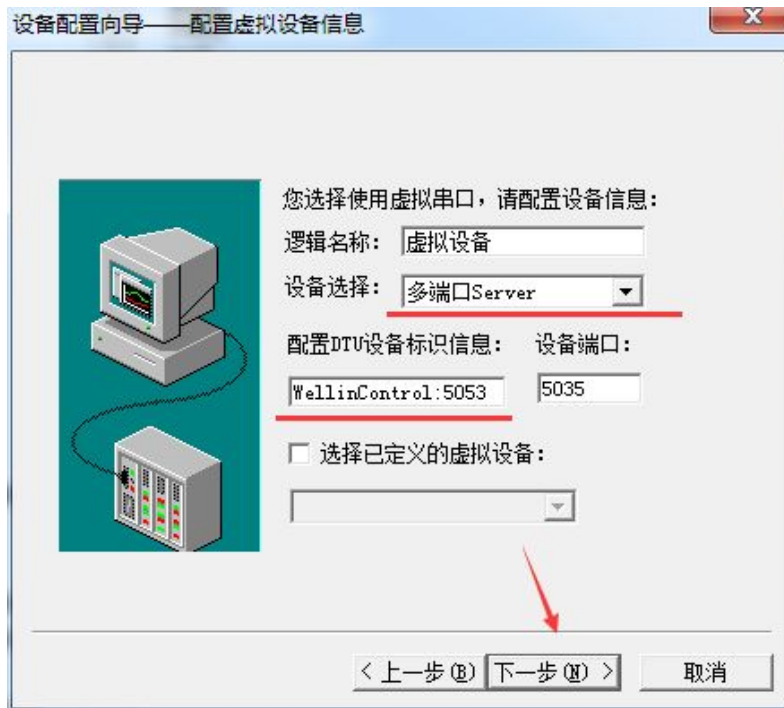 设备配置向导——配置虚拟设备信息
您选择使用虚拟串口，请配置设备信息：
逻辑名称： 虚拟设备
设备选择： 多端口Server
配置DTU设备标识信息： 设备端口：
WellinControl:5053 5035
选择已定义的虚拟设备：
< 上一步(B) 下一步(N) > 取消